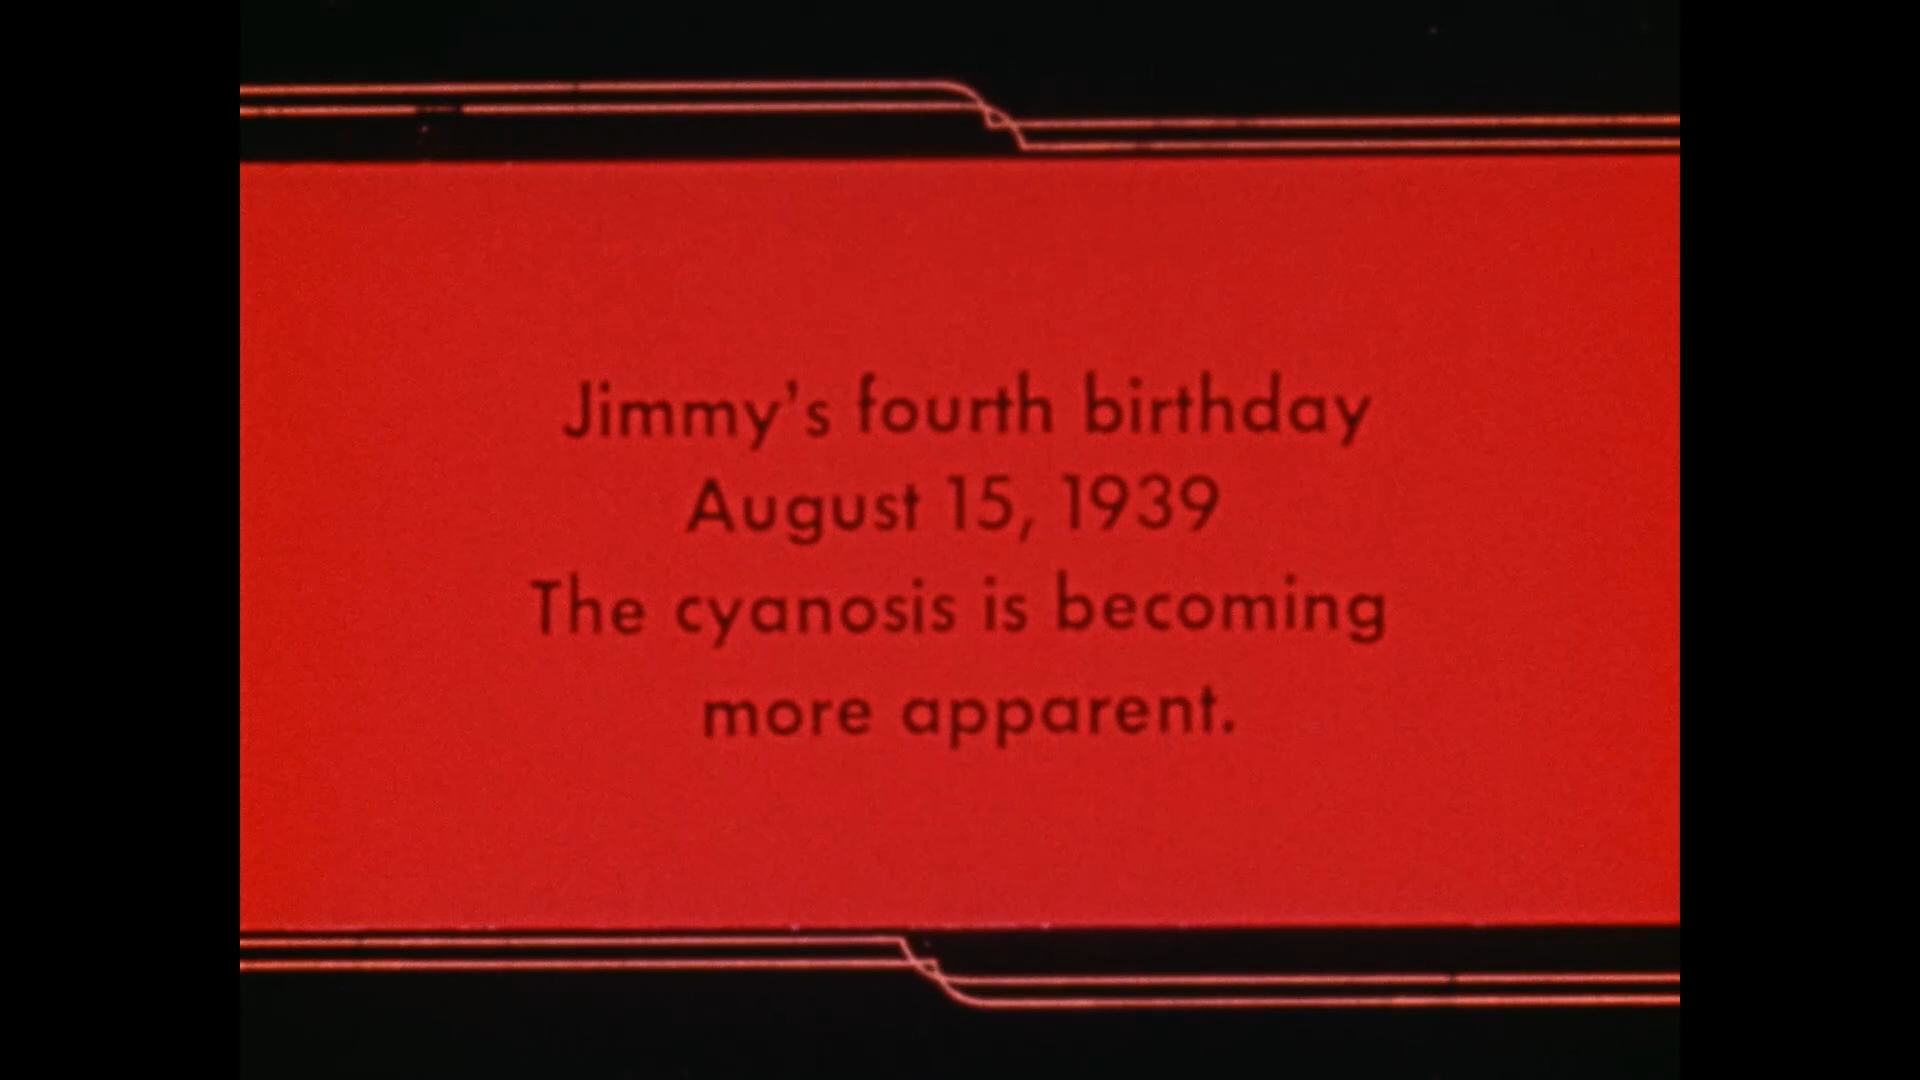 Jimmy's fourth birthday
August 15, 1939
The cyanosis is becoming
more apparent.